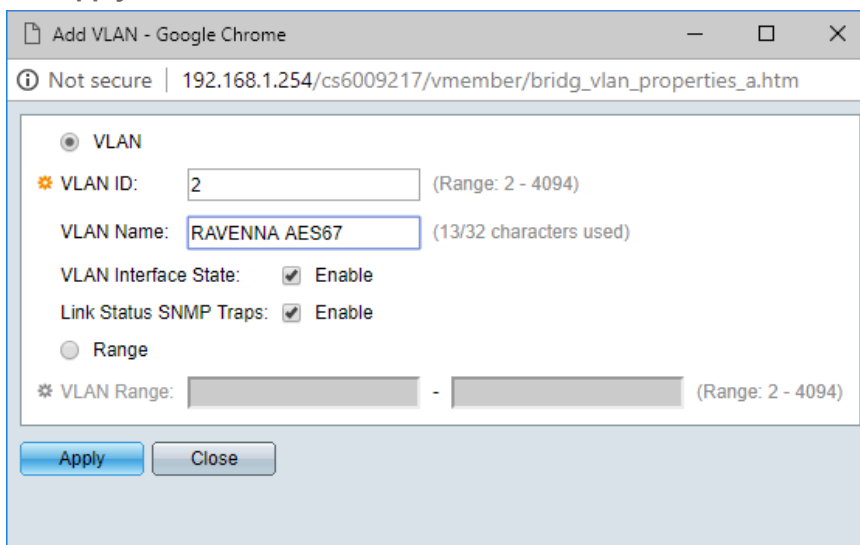 Add VLAN - Google Chrome
Not secure | 192.168.1.254/cs6009217/vmember/bridg_vlan_properties_a.htm
VLAN
VLAN ID: 2 (Range: 2 - 4094)
VLAN Name: RAVENNA AES67 (13/32 characters used)
VLAN Interface State: Enable
Link Status SNMP Traps: Enable
Range
VLAN Range: - (Range: 2 - 4094)
Apply Close